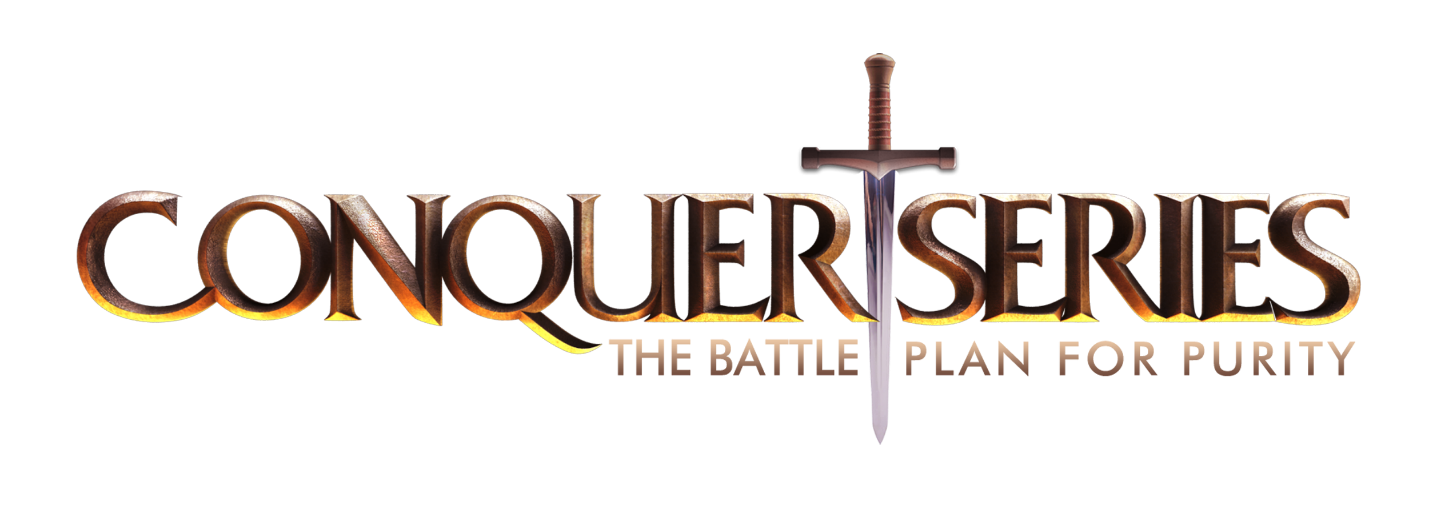 CONQUER SERIES
THE BATTLE PLAN FOR PURITY